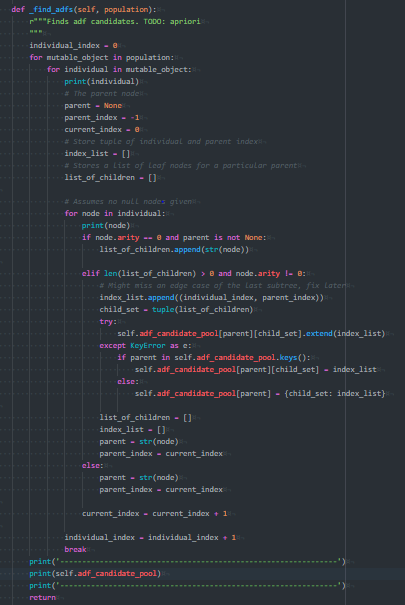 def _find_adfs(self, population):
r"""Finds adf candidates. TODO: apriori
"""
individual_index = 0
for mutable_object in population:
for individual in mutable_object:
print(individual)
# The parent node
parent = None
parent_index = -1
current_index = 0
# Store tuple of individual and parent index
index_list = []
# Stores a list of leaf nodes for a particular parent
list_of_children = []
# Assumes no null nodes given
for node in individual:
print(node)
if node.arity == 0 and parent is not None:
list_of_children.append(str(node))
elif len(list_of_children) > 0 and node.arity != 0:
# Might miss an edge case of the last subtree, fix later
index_list.append((individual_index, parent_index))
child_set = tuple(list_of_children)
try:
self.adf_candidate_pool[parent][child_set].extend(index_list)
except KeyError as e:
if parent in self.adf_candidate_pool.keys():
self.adf_candidate_pool[parent][child_set] = index_list
else:
self.adf_candidate_pool[parent] = {child_set: index_list}
list_of_children = []
index_list = []
parent = str(node)
parent_index = current_index
else:
parent = str(node)
parent_index = current_index
current_index = current_index + 1
individual_index = individual_index + 1
break
print('---------------------------------------------------------------')
print(self.adf_candidate_pool)
print('---------------------------------------------------------------')
return